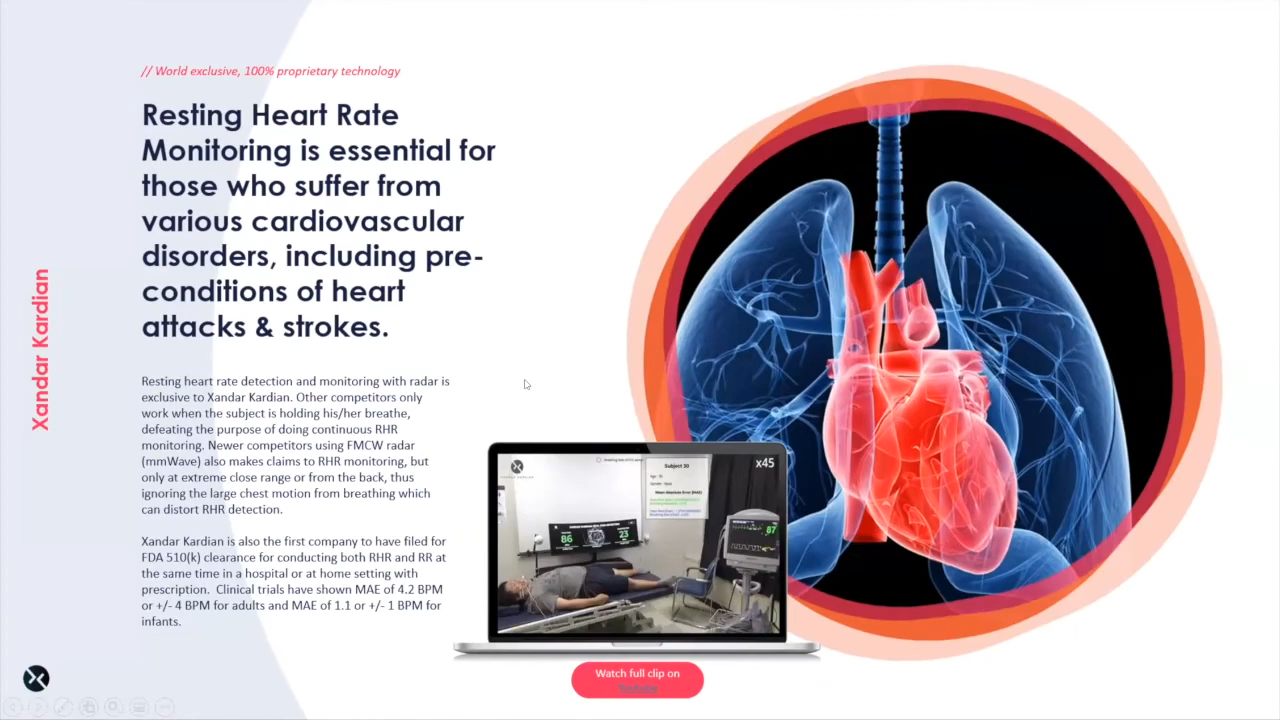 // World exclusive, 100% proprietary technology
Resting Heart Rate
Monitoring is essential for
those who suffer from
various cardiovascular
disorders, including pre-
conditions of heart
attacks & strokes.
Xandar Kardian
Resting heart rate detection and monitoring with radar is
exclusive to Xandar Kardian. Other competitors only
work when the subject is holding his/her breathe,
defeating the purpose of doing continuous RHR
monitoring. Newer competitors using FMCW radar
(mmWave) also makes claims to RHR monitoring, but
only at extreme close range or from the back, thus
ignoring the large chest motion from breathing which
can distort RHR detection.
Xandar Kardian is also the first company to have filed for
FDA 510(k) clearance for conducting both RHR and RR at
the same time in a hospital or at home setting with
prescription. Clinical trials have shown MAE of 4.2 BPM
or +/- 4 BPM for adults and MAE of 1.1 or +/- 1 BPM for
infants.
x45
Subject 20
Mean Absolute Error (MAE)
86
23
87
Watch full clip on
Youtube